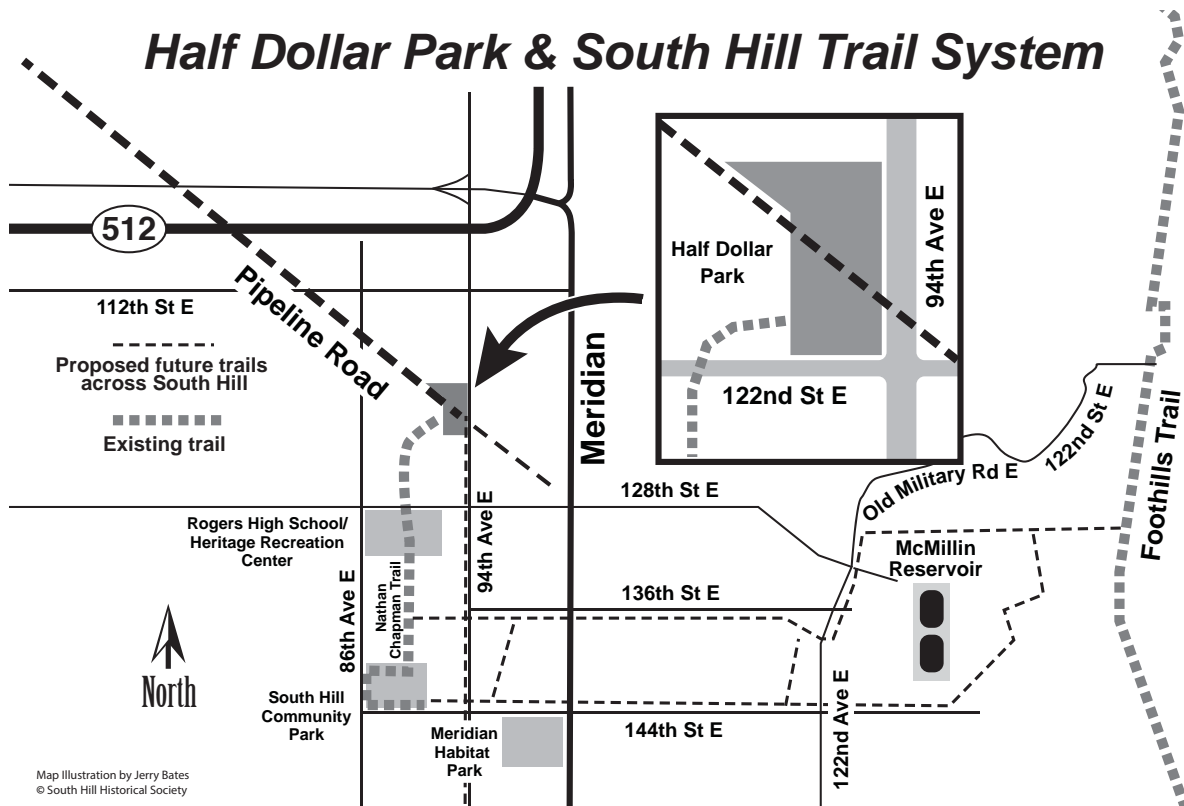 Half Dollar Park & South Hill Trail System
512
112th St E
Pipeline Road
Proposed future trails
across South Hill
Existing trail
Meridian
Half Dollar
Park
94th Ave E
122nd St E
122nd St E
Foothills Trail
Old Military Rd E
128th St E
Rogers High School/
Heritage Recreation
Center
94th Ave E
McMillin
Reservoir
136th St E
86th Ave E
Nathan
Chapman Trail
North
South Hill
Community
Park
Meridian
Habitat
Park
144th St E
122nd Ave E
Map Illustration by Jerry Bates
© South Hill Historical Society